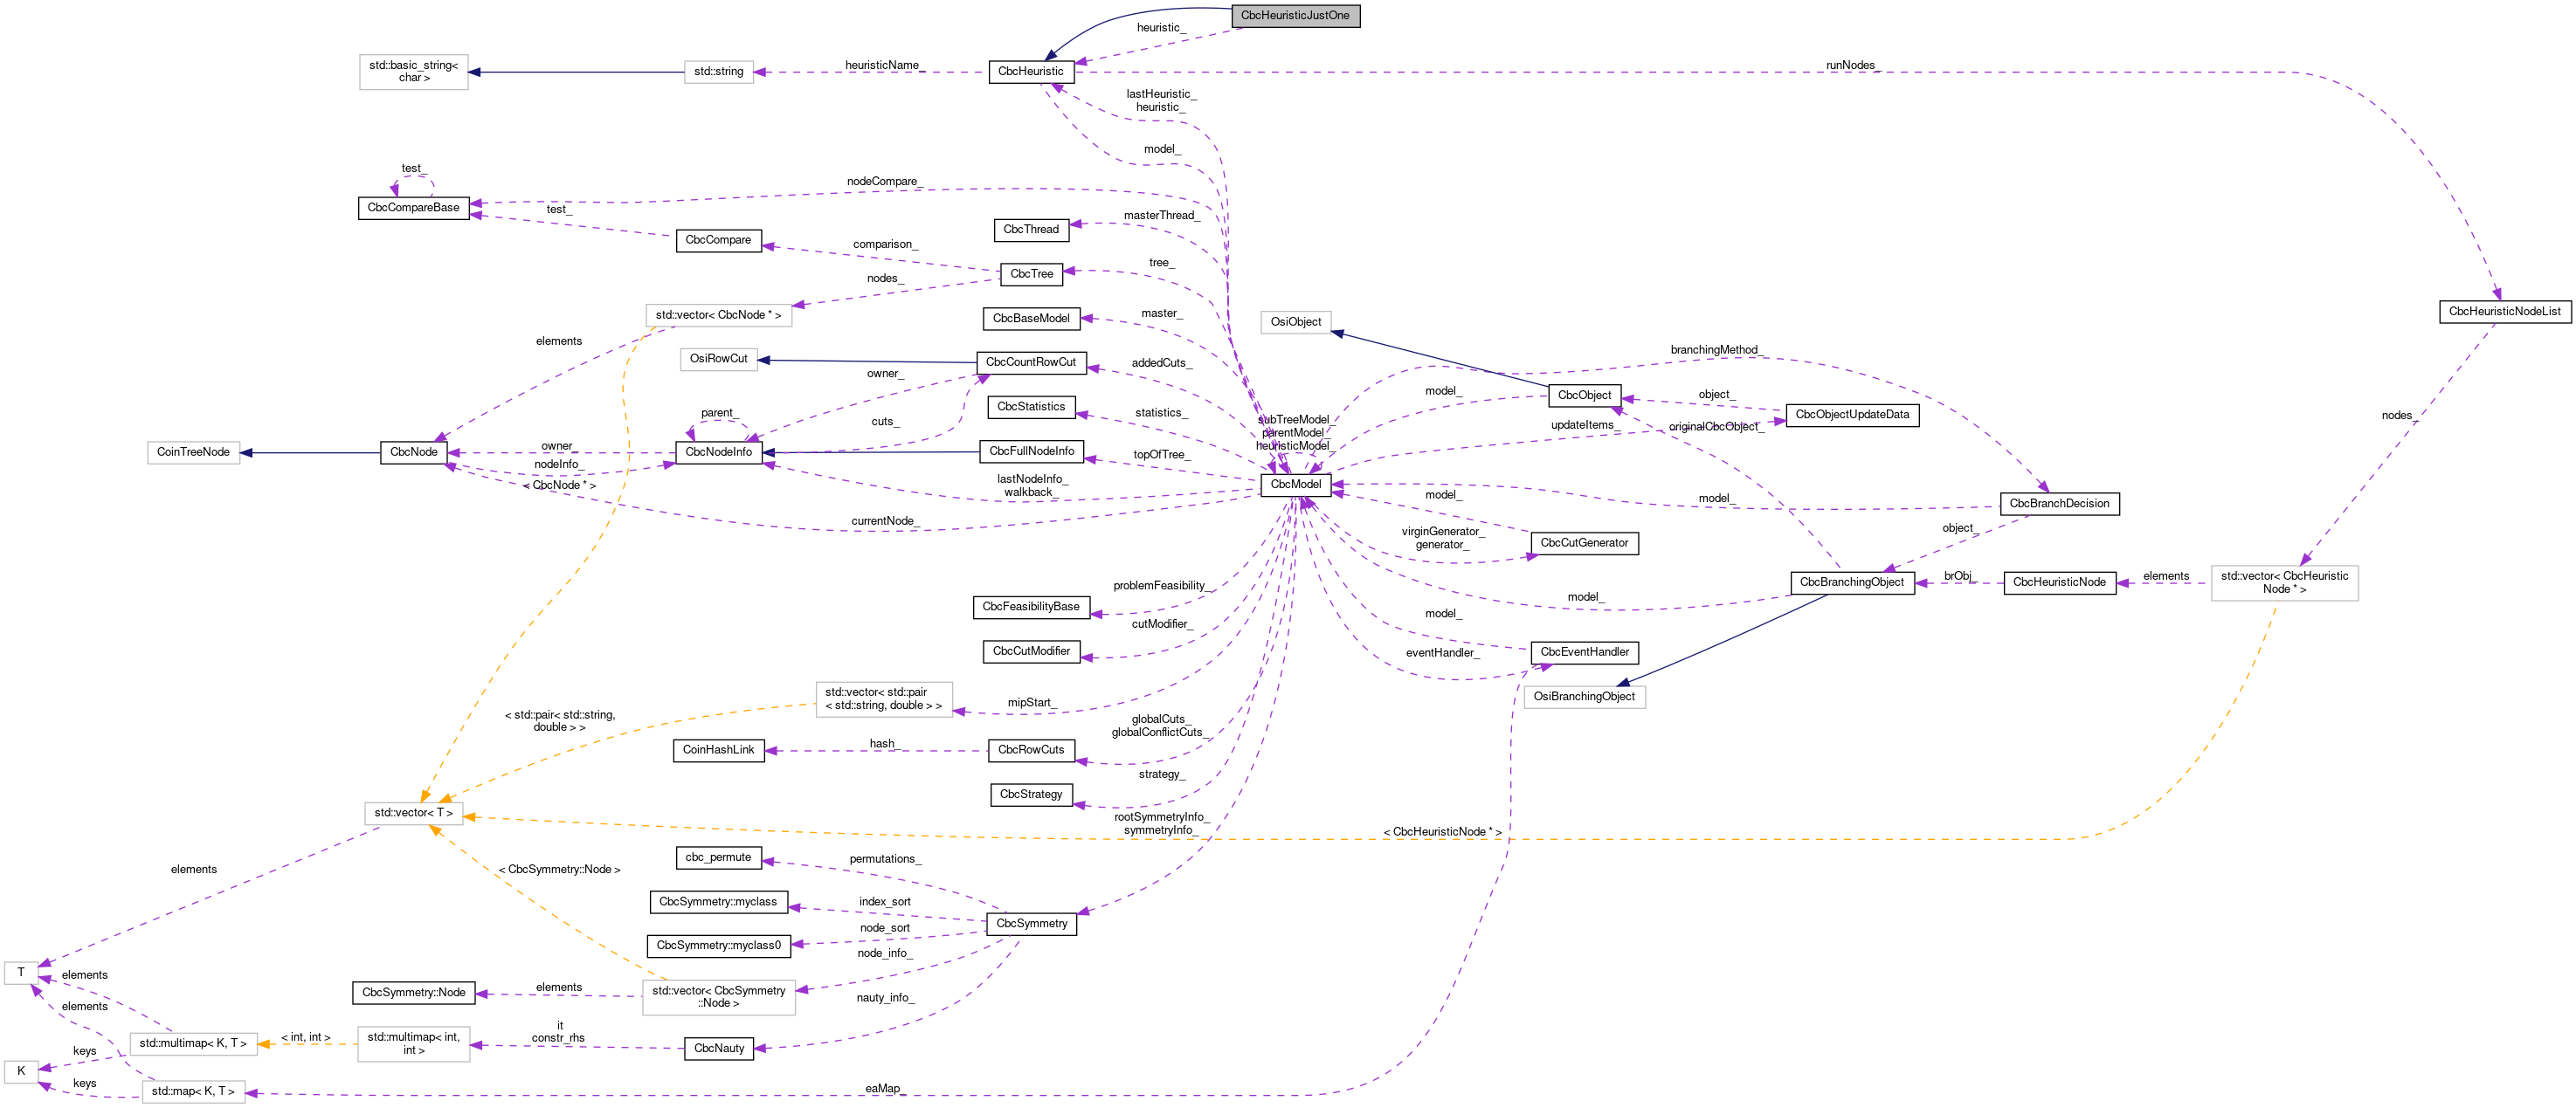 CbcHeuristicJustOne
heuristic_
std::basic_string<
char >
std::string
heuristicName_
CbcHeuristic
runNodes_
lastHeuristic_
heuristic_
model_
test_
nodeCompare_
CbcCompareBase
test_
masterThread_
CbcThread
CbcCompare
comparison_
tree_
CbcTree
nodes_
std::vector< CbcNode * >
CbcBaseModel
master_
OsiObject
CbcHeuristicNodeList
elements
OsiRowCut
CbcCountRowCut
addedCuts_
branchingMethod_
owner_
model_
CbcObject
object_
CbcObjectUpdateData
CbcStatistics
statistics_
parent_
cuts_
subTreeModel_
parentModel_
heuristicModel_
updateItems_
originalCbcObject_
nodes_
CoinTreeNode
CbcNode
owner_
nodeInfo_
< CbcNode * >
CbcNodeInfo
CbcFullNodeInfo
topOfTree_
lastNodeInfo_
walkback_
CbcModel
model_
model_
CbcBranchDecision
currentNode_
virginGenerator_
generator_
CbcCutGenerator
object_
problemFeasibility_
CbcFeasibilityBase
model_
CbcBranchingObject
brObj_
CbcHeuristicNode
elements
std::vector< CbcHeuristic
Node * >
cutModifier_
CbcCutModifier
model_
eventHandler_
CbcEventHandler
OsiBranchingObject
std::vector< std::pair
< std::string, double > >
mipStart_
< std::pair< std::string,
double > >
globalCuts_
globalConflictCuts_
CoinHashLink
hash_
CbcRowCuts
strategy_
CbcStrategy
std::vector< T >
rootSymmetryInfo_
symmetryInfo_
< CbcHeuristicNode * >
cbc_permute
permutations_
elements
< CbcSymmetry::Node >
CbcSymmetry::myclass
index_sort
CbcSymmetry
node_sort
CbcSymmetry::myclass0
node_info_
T
elements
CbcSymmetry::Node
elements
std::vector< CbcSymmetry
::Node >
nauty_info_
elements
std::multimap< K, T >
< int, int >
std::multimap< int,
int >
it
constr_rhs
CbcNauty
keys
K
keys
std::map< K, T >
eaMap_